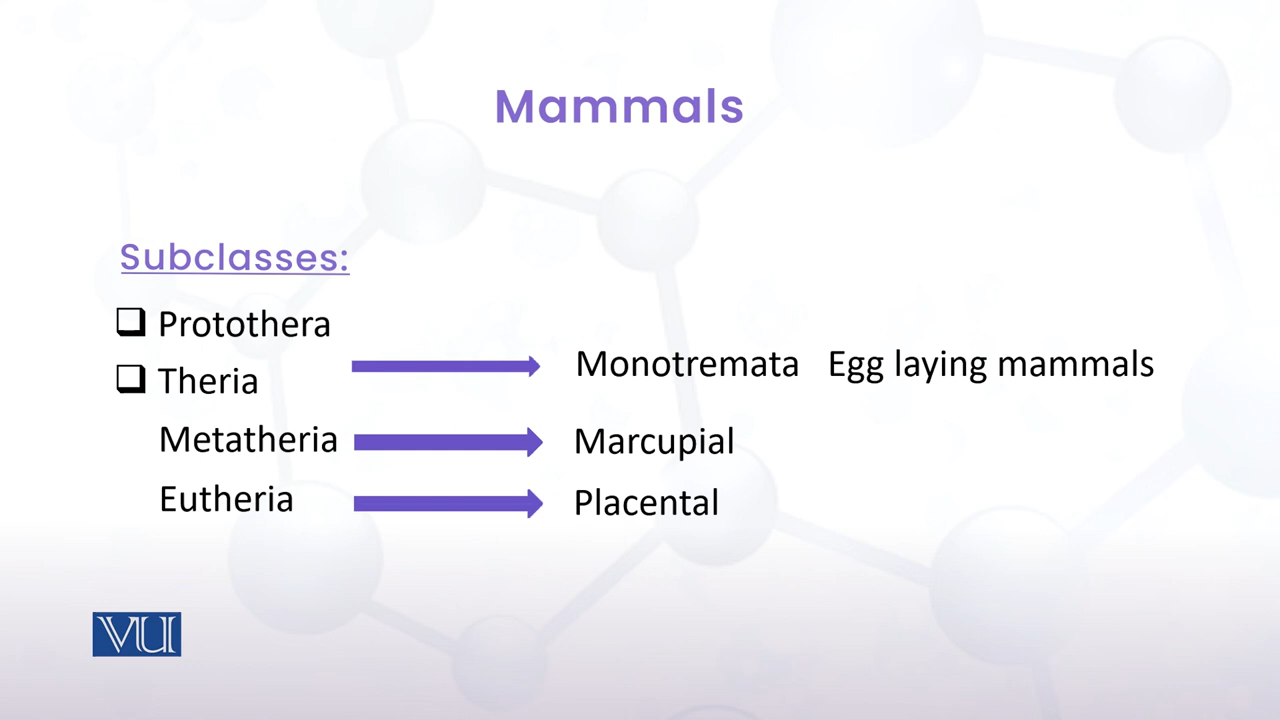 Mammals
Subclasses:
Protothera
Theria
Monotremata Egg laying mammals
Metatheria
Marcupial
Eutheria
Placental
VU